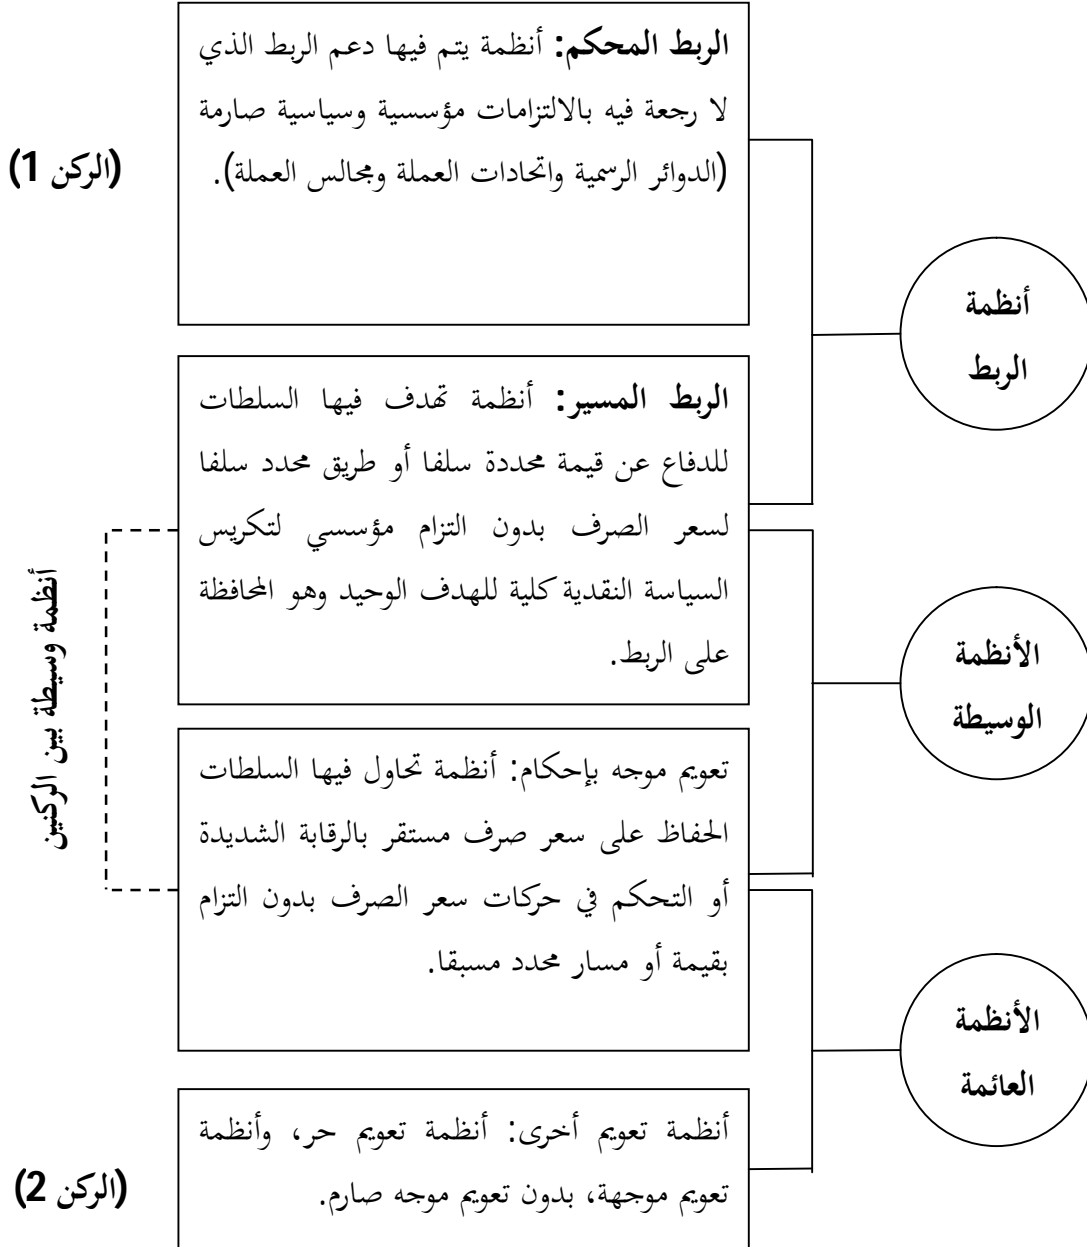 الربط المحكم: أنظمة يتم فيها دعم الربط الذي
لا رجعة فيه بالالتزامات مؤسسية وسياسية صارمة
(الدوائر الرسمية واتحادات العملة ومجالس العملة).
(الركن 1)
أنظمة
الربط
الربط المسير: أنظمة تهدف فيها السلطات
للدفاع عن قيمة محددة سلفا أو طريق محدد سلفا
لسعر الصرف بدون التزام مؤسسي لتكريس
السياسة النقدية كلية للهدف الوحيد وهو المحافظة
على الربط.
الأنظمة
الوسيطة
أنظمة وسيطة بين الركنين
تعويم موجه بإحكام: أنظمة تحاول فيها السلطات
الحفاظ على سعر صرف مستقر بالرقابة الشديدة
أو التحكم في حركات سعر الصرف بدون التزام
بقيمة أو مسار محدد مسبقا.
الأنظمة
العائمة
أنظمة تعويم أخرى: أنظمة تعويم حر، وأنظمة
تعويم موجهة، بدون تعويم موجه صارم.
(الركن 2)